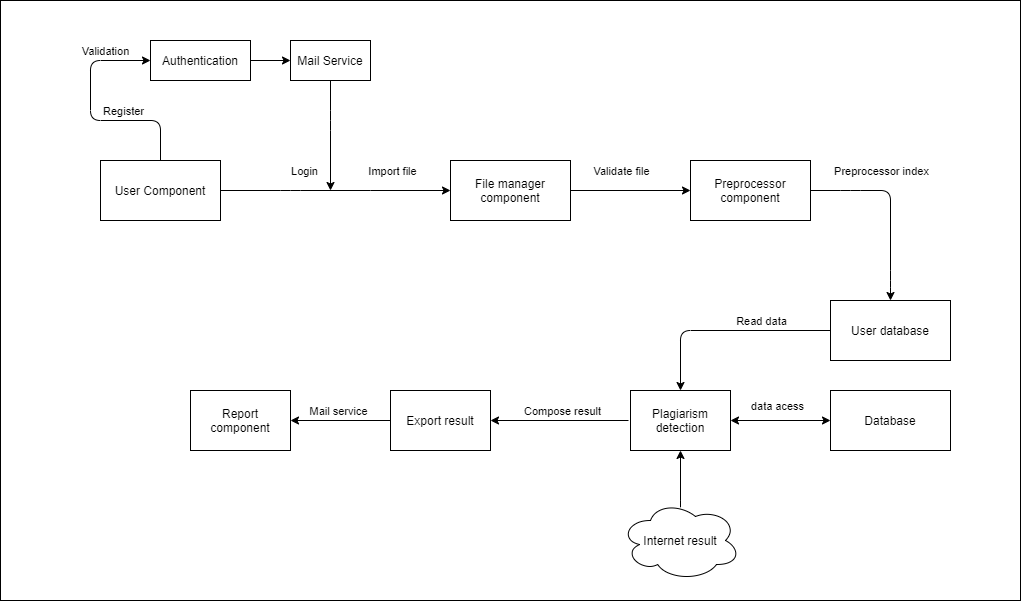 Validation
Authentication
Mail Service
Register
User Component
Login
Import file
File manager
component
Validate file
Preprocessor
component
Preprocessor index
User database
Read data
Report
component
Mail service
Export result
Compose result
Plagiarism
detection
data acess
Database
Internet result